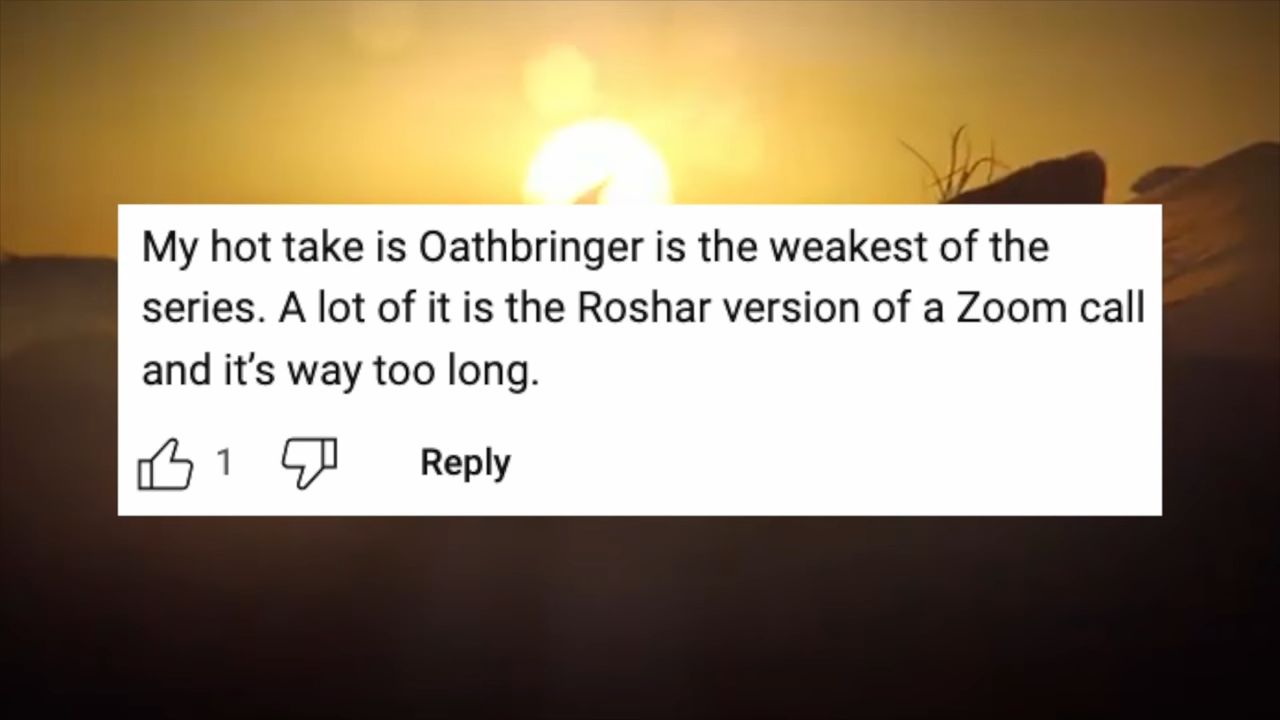 My hot take is Oathbringer is the weakest of the
series. A lot of it is the Roshar version of a Zoom call
and it’s way too long.
1
Reply